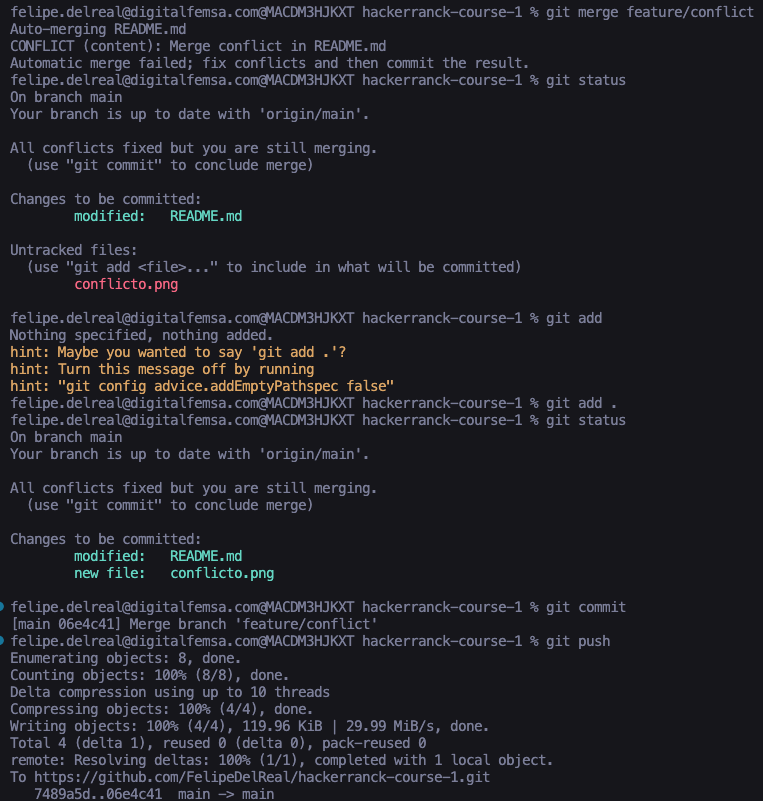 felipe.delreal@digitalfemsa.com@MACDM3HJKXT hackerranck-course-1 % git merge feature/conflict
Auto-merging README.md
CONFLICT (content): Merge conflict in README.md
Automatic merge failed; fix conflicts and then commit the result.
felipe.delreal@digitalfemsa.com@MACDM3HJKXT hackerranck-course-1 % git status
On branch main
Your branch is up to date with 'origin/main'.

All conflicts fixed but you are still merging.
  (use "git commit" to conclude merge)

Changes to be committed:
        modified:   README.md

Untracked files:
  (use "git add <file>..." to include in what will be committed)
        conflicto.png

felipe.delreal@digitalfemsa.com@MACDM3HJKXT hackerranck-course-1 % git add
Nothing specified, nothing added.
hint: Maybe you wanted to say 'git add .'?
hint: Turn this message off by running
hint: "git config advice.addEmptyPathspec false"
felipe.delreal@digitalfemsa.com@MACDM3HJKXT hackerranck-course-1 % git add .
felipe.delreal@digitalfemsa.com@MACDM3HJKXT hackerranck-course-1 % git status
On branch main
Your branch is up to date with 'origin/main'.

All conflicts fixed but you are still merging.
  (use "git commit" to conclude merge)

Changes to be committed:
        modified:   README.md
        new file:   conflicto.png

felipe.delreal@digitalfemsa.com@MACDM3HJKXT hackerranck-course-1 % git commit
[main 06e4c41] Merge branch 'feature/conflict'
felipe.delreal@digitalfemsa.com@MACDM3HJKXT hackerranck-course-1 % git push
Enumerating objects: 8, done.
Counting objects: 100% (8/8), done.
Delta compression using up to 10 threads
Compressing objects: 100% (4/4), done.
Writing objects: 100% (4/4), 119.96 KiB | 29.99 MiB/s, done.
Total 4 (delta 1), reused 0 (delta 0), pack-reused 0
remote: Resolving deltas: 100% (1/1), completed with 1 local object.
To https://github.com/FelipeDelReal/hackerranck-course-1.git
   7489a5d..06e4c41  main -> main